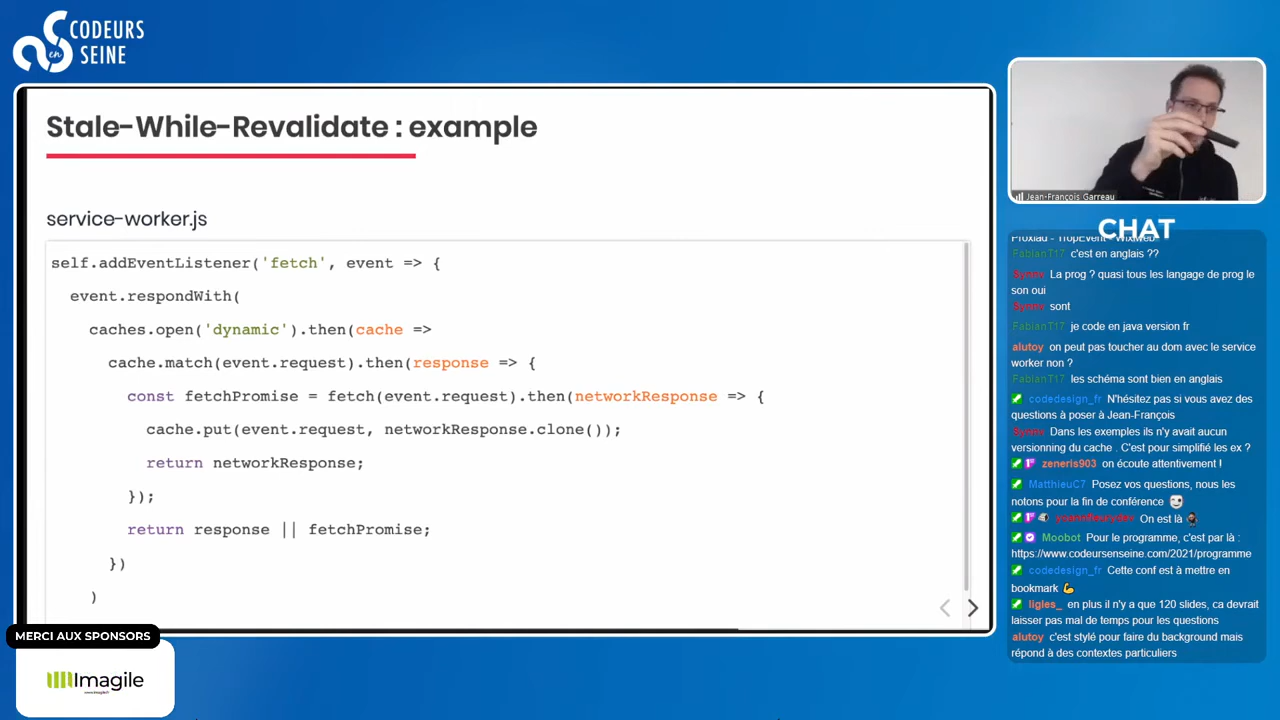 CODEURS
en
SEINE
Stale-While-Revalidate : example
service-worker.js
self.addEventListener('fetch', event => {
event.respondWith(
caches.open('dynamic').then(cache =>
cache.match(event.request).then(response => {
const fetchPromise = fetch(event.request).then(networkResponse => {
cache.put(event.request, networkResponse.clone());
return networkResponse;
});
return response || fetchPromise;
})
)
MERCI AUX SPONSORS
Imagile
www.imagile.fr
Jean-François Garreau
CHAT
FabianT17 c'est en anglais ??
La prog ? quasi tous les langage de prog le
son oui
sont
FabianT17 je code en java version fr
alutoy on peut pas toucher au dom avec le service
worker non ?
FabianT17 les schéma sont bien en anglais
codedesign_fr N'hésitez pas si vous avez des
questions à poser à Jean-François
Dans les exemples ils n'y avait aucun
versionning du cache . C'est pour simplifié les ex ?
zeneris903 on écoute attentivement !
MatthieuC7 Posez vos questions, nous les
notons pour la fin de conférence
On est là
Moobot Pour le programme, c'est par là :
https://www.codeursenseine.com/2021/programme
codedesign_fr Cette conf est à mettre en
bookmark
ligles_ en plus il n'y a que 120 slides, ca devrait
laisser pas mal de temps pour les questions
alutoy c'est stylé pour faire du background mais
répond à des contextes particuliers